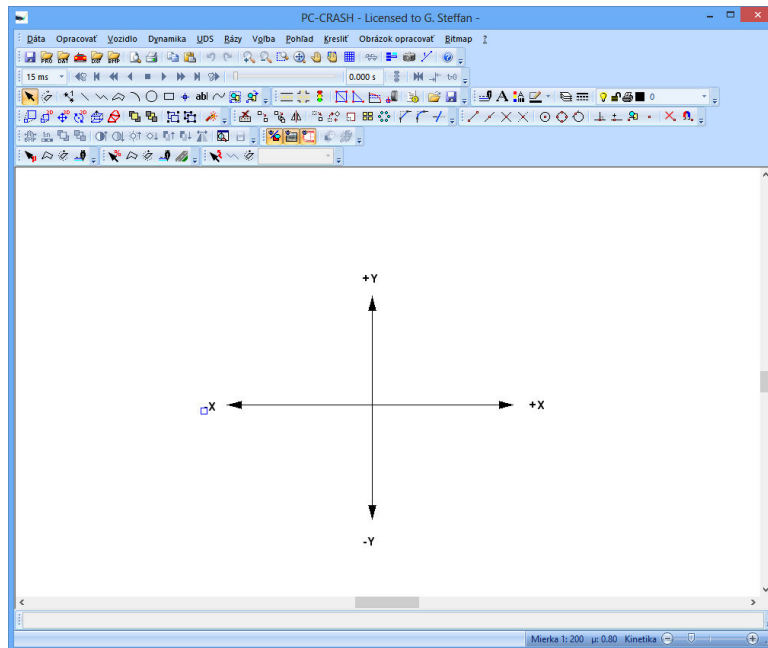 PC-CRASH - Licensed to G. Steffan -
Dáta Opracovať Vozidlo Dynamika UDS Rázy Voľba Pohľad Kresliť Obrázok opracovať Bitmap ?
15 ms 0.000 s
abl A 0
+Y
-X +X
-Y
Mierka 1: 200 µ: 0.80 Kinetika